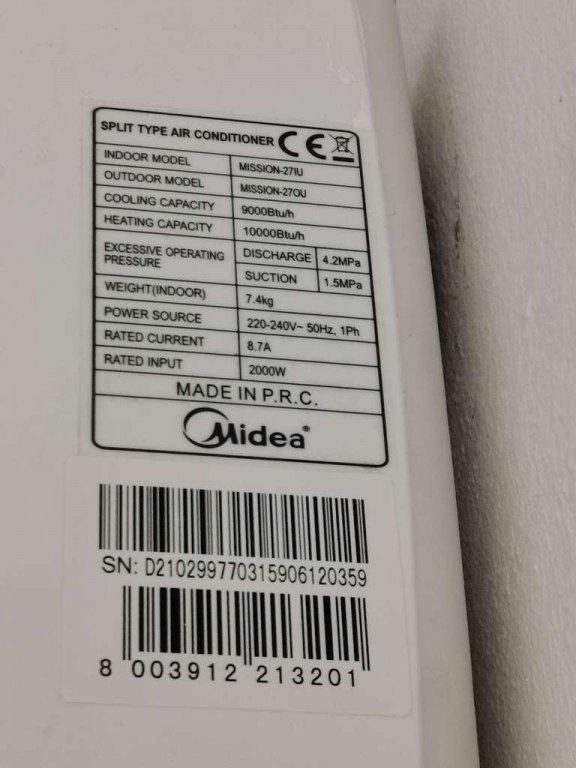 SPLIT TYPE AIR CONDITIONER CE
INDOOR MODEL MISSION-27IU
OUTDOOR MODEL MISSION-27OU
COOLING CAPACITY 9000Btu/h
HEATING CAPACITY 10000Btu/h
EXCESSIVE OPERATING PRESSURE DISCHARGE 4.2MPa
SUCTION 1.5MPa
WEIGHT(INDOOR) 7.4kg
POWER SOURCE 220-240V~ 50Hz, 1Ph
RATED CURRENT 8.7A
RATED INPUT 2000W
MADE IN P.R.C.
Midea®
SN: D210299770315906120359
8 003912 213201